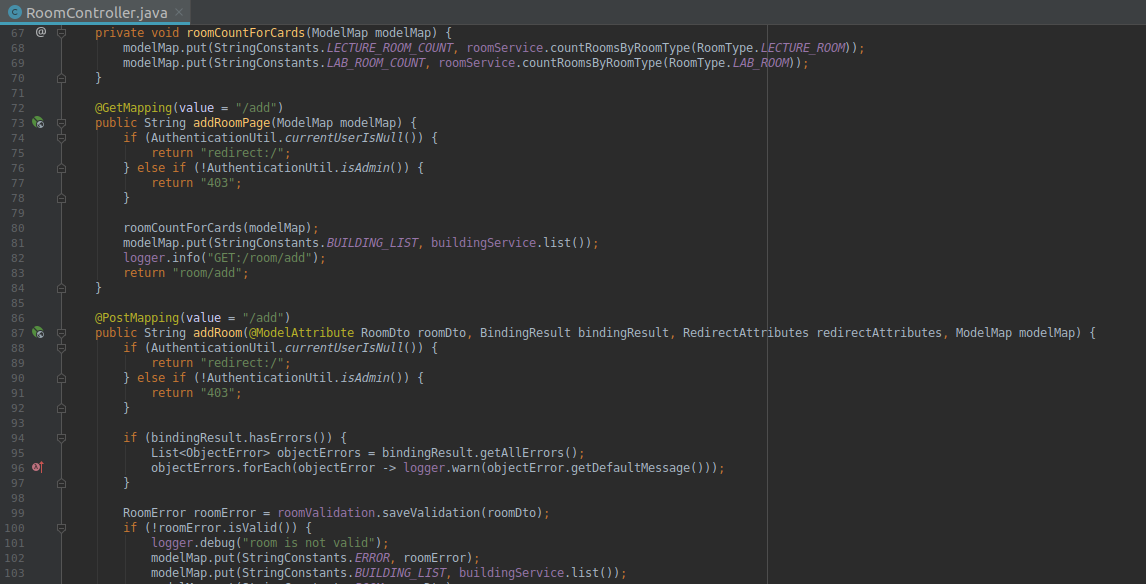 RoomController.java
67 private void roomCountForCards(ModelMap modelMap) {
68 modelMap.put(StringConstants.LECTURE_ROOM_COUNT, roomService.countRoomsByRoomType(RoomType.LECTURE_ROOM));
69 modelMap.put(StringConstants.LAB_ROOM_COUNT, roomService.countRoomsByRoomType(RoomType.LAB_ROOM));
70 }
71
72 @GetMapping(value = "/add")
73 public String addRoomPage(ModelMap modelMap) {
74 if (AuthenticationUtil.currentUserIsNull()) {
75 return "redirect:/";
76 } else if (!AuthenticationUtil.isAdmin()) {
77 return "403";
78 }
79
80 roomCountForCards(modelMap);
81 modelMap.put(StringConstants.BUILDING_LIST, buildingService.list());
82 logger.info("GET:/room/add");
83 return "room/add";
84 }
85
86 @PostMapping(value = "/add")
87 public String addRoom(@ModelAttribute RoomDto roomDto, BindingResult bindingResult, RedirectAttributes redirectAttributes, ModelMap modelMap) {
88 if (AuthenticationUtil.currentUserIsNull()) {
89 return "redirect:/";
90 } else if (!AuthenticationUtil.isAdmin()) {
91 return "403";
92 }
93
94 if (bindingResult.hasErrors()) {
95 List<ObjectError> objectErrors = bindingResult.getAllErrors();
96 objectErrors.forEach(objectError -> logger.warn(objectError.getDefaultMessage()));
97 }
98
99 RoomError roomError = roomValidation.saveValidation(roomDto);
100 if (!roomError.isValid()) {
101 logger.debug("room is not valid");
102 modelMap.put(StringConstants.ERROR, roomError);
103 modelMap.put(StringConstants.BUILDING_LIST, buildingService.list());